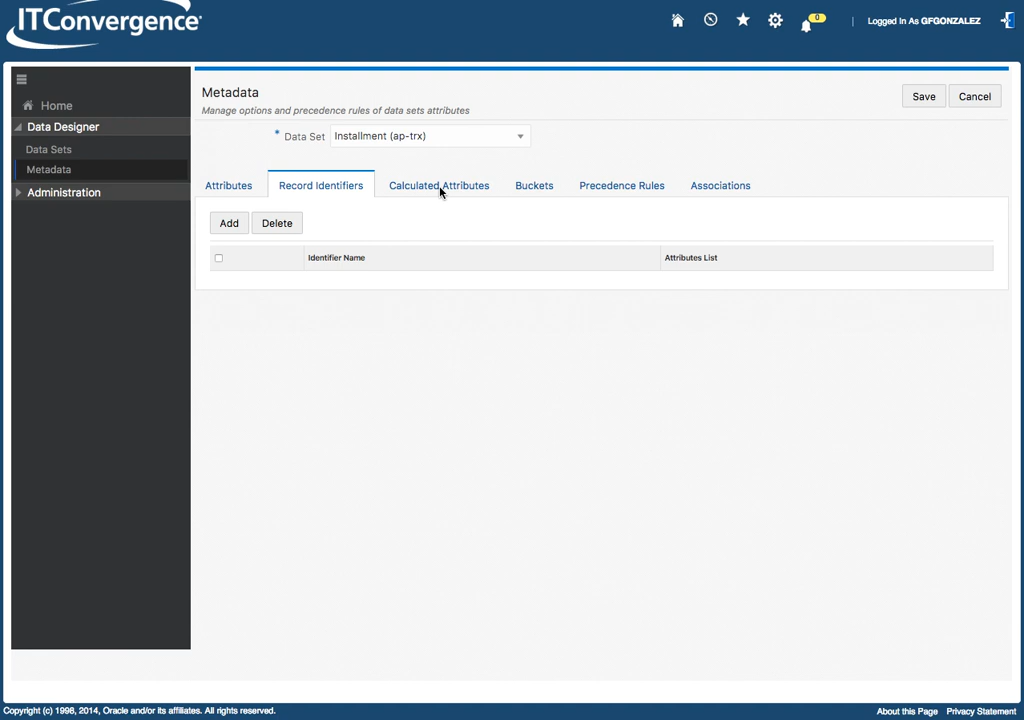 ITConvergence
0
Logged In As GFGONZALEZ
Home
Data Designer
Data Sets
Metadata
Administration
Metadata
Manage options and precedence rules of data sets attributes
Save
Cancel
* Data Set
Installment (ap-trx)
Attributes
Record Identifiers
Calculated Attributes
Buckets
Precedence Rules
Associations
Add
Delete
Identifier Name
Attributes List
Copyright (c) 1998, 2014, Oracle and/or its affiliates. All rights reserved.
About this Page
Privacy Statement